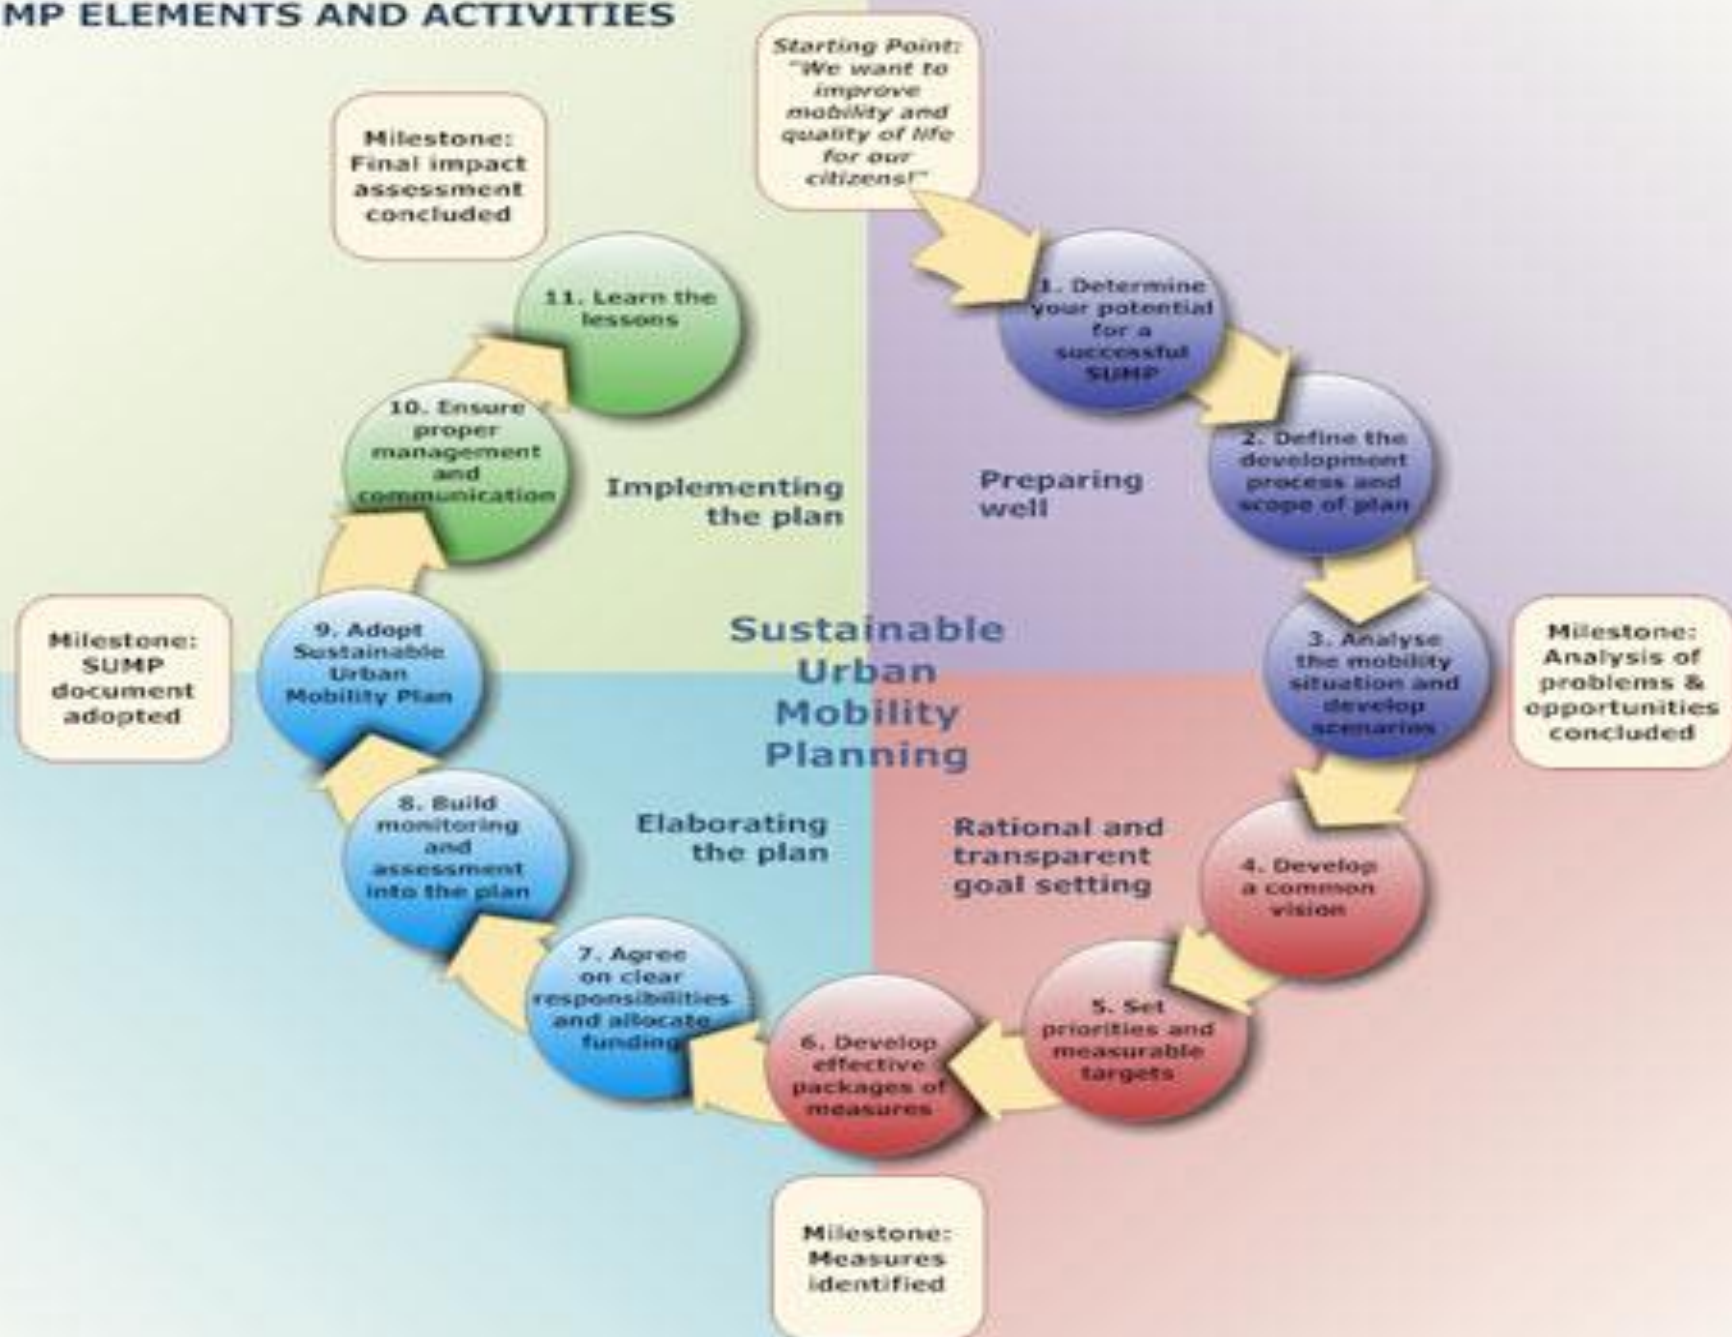 MP ELEMENTS AND ACTIVITIES
Starting Point:
"We want to
improve
mobility and
quality of life
for our
citizens!"
1. Determine
your potential
for a
successful
SUMP
2. Define the
development
process and
scope of plan
3. Analyse
the mobility
situation and
develop
scenarios
Milestone:
Analysis of
problems &
opportunities
concluded
4. Develop
a common
vision
5. Set
priorities and
measurable
targets
6. Develop
effective
packages of
measures
Milestone:
Measures
identified
7. Agree
on clear
responsibilities
and allocate
funding
8. Build
monitoring
and
assessment
into the plan
9. Adopt
Sustainable
Urban
Mobility Plan
Milestone:
SUMP
document
adopted
10. Ensure
proper
management
and
communication
11. Learn the
lessons
Milestone:
Final impact
assessment
concluded
Implementing
the plan
Preparing
well
Sustainable
Urban
Mobility
Planning
Elaborating
the plan
Rational and
transparent
goal setting